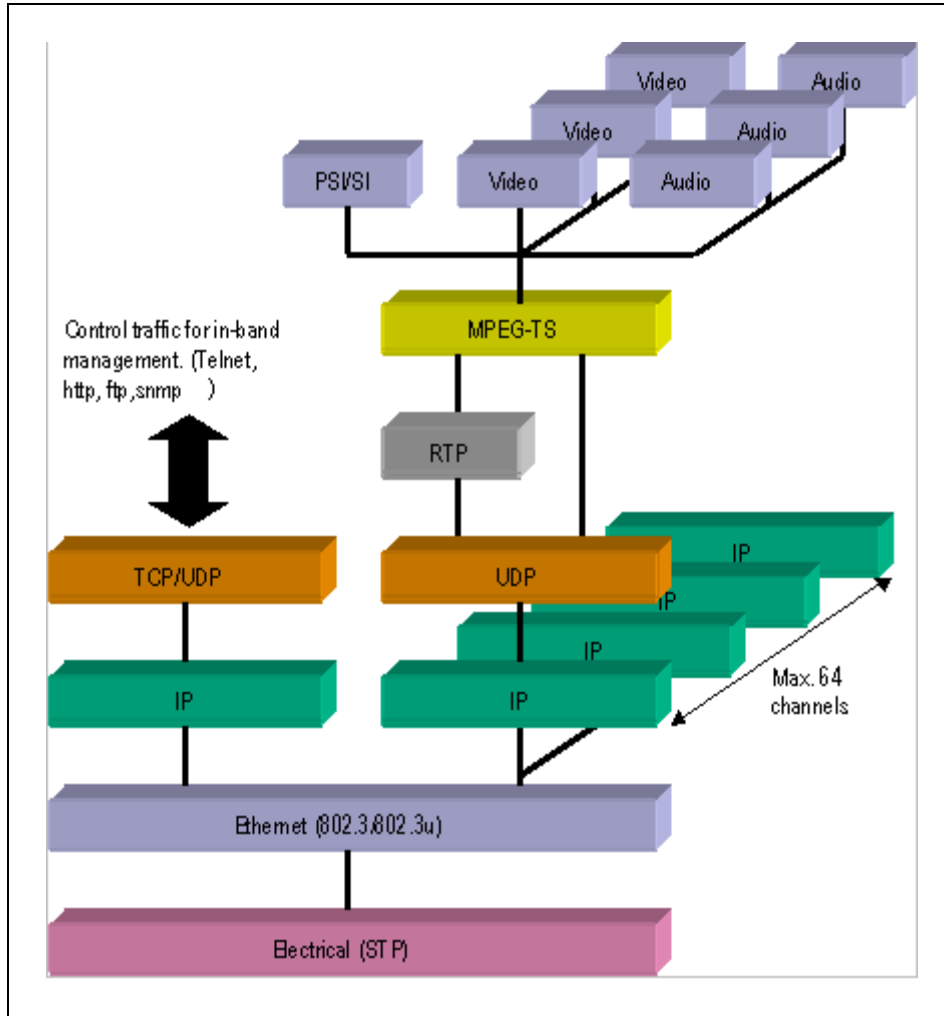 Video
Audio
Video
Audio
PSI/SI
Video
Audio
MPEG-TS
Control traffic for in-band
management. (Telnet,
http, ftp,snmp )
RTP
IP
TCP/UDP
UDP
IP
IP
IP
IP
Max. 64
channels
Ethernet (802.3/802.3u)
Electrical (STP)